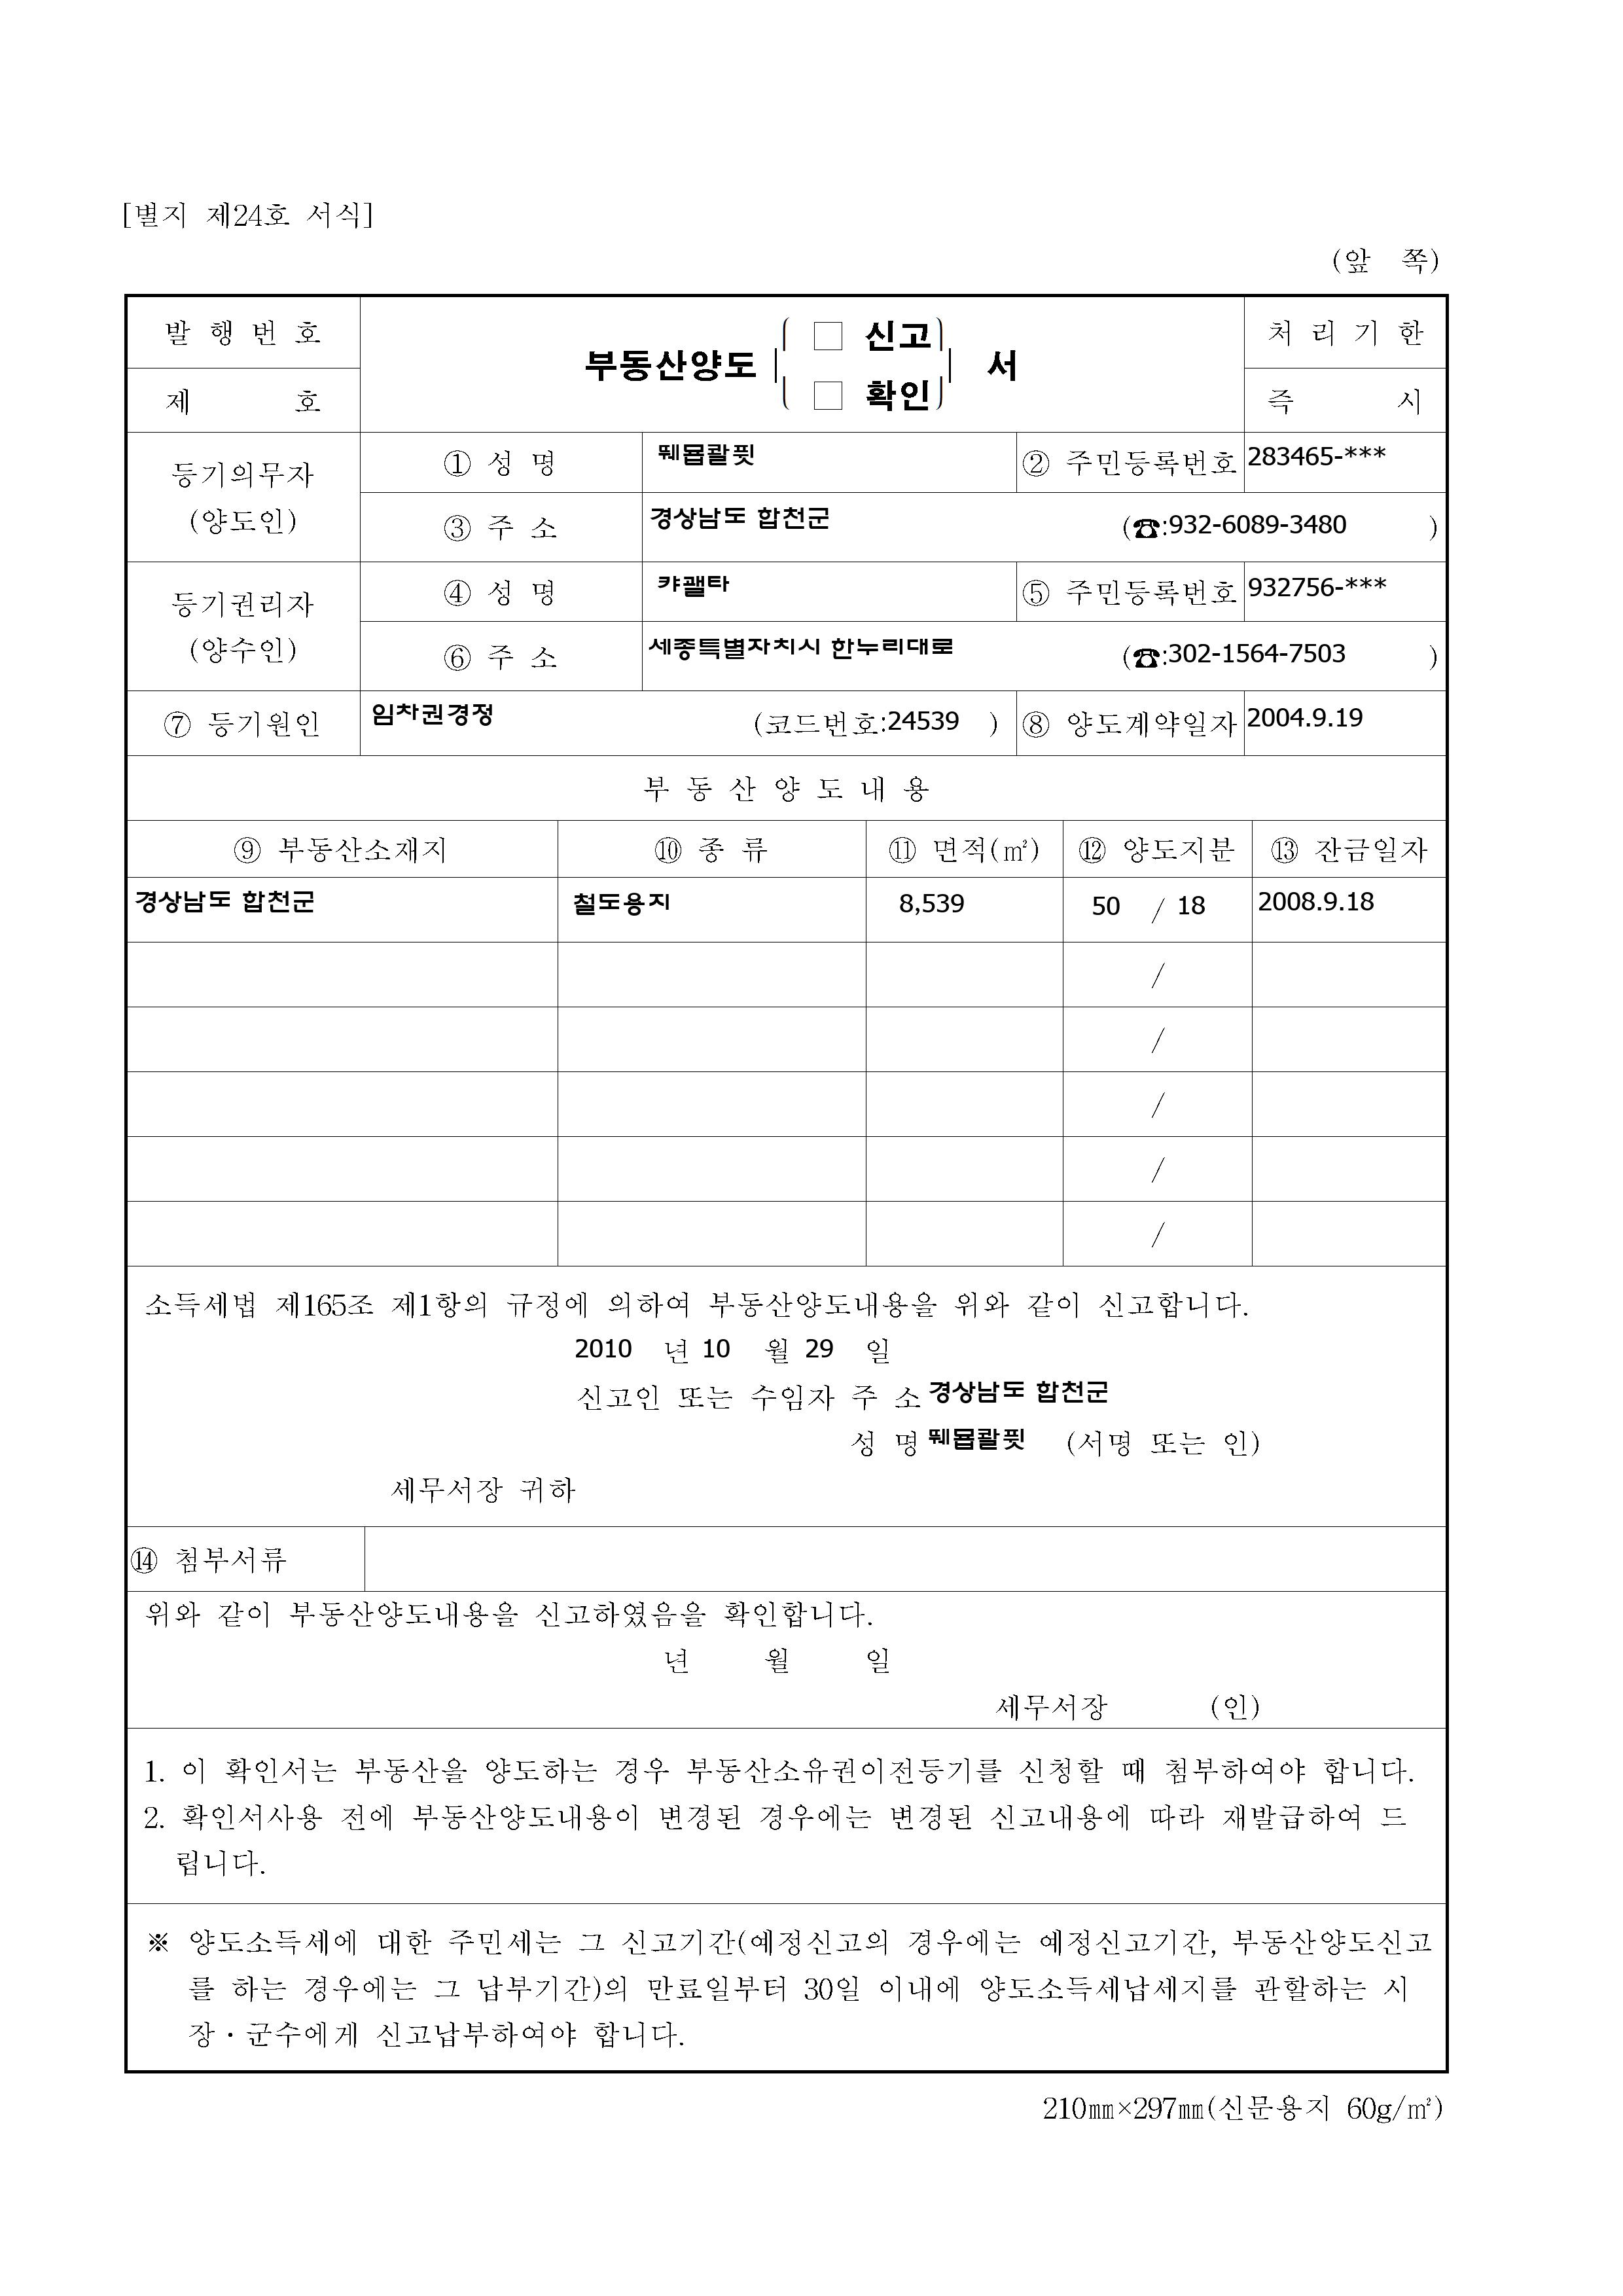 [별지 제24호 서식]
(앞 쪽)
발 행 번 호
제 호
부동산양도 □ 신고 □ 확인 서
처 리 기 한
즉 시
등기의무자
(양도인)
① 성 명 뛔묩콸퓟 ② 주민등록번호 283465-***
③ 주 소 경상남도 합천군 (☎:932-6089-3480 )
등기권리자
(양수인)
④ 성 명 캬괠타 ⑤ 주민등록번호 932756-***
⑥ 주 소 세종특별자치시 한누리대로 (☎:302-1564-7503 )
⑦ 등기원인 임차권경정 (코드번호:24539 ) ⑧ 양도계약일자 2004.9.19
부 동 산 양 도 내 용
⑨ 부동산소재지 ⑩ 종 류 ⑪ 면적(㎡) ⑫ 양도지분 ⑬ 잔금일자
경상남도 합천군 철도용지 8,539 50 / 18 2008.9.18
/
/
/
/
/
소득세법 제165조 제1항의 규정에 의하여 부동산양도내용을 위와 같이 신고합니다.
2010 년 10 월 29 일
신고인 또는 수임자 주 소 경상남도 합천군
성 명 뛔묩콸퓟 (서명 또는 인)
세무서장 귀하
⑭ 첨부서류
위와 같이 부동산양도내용을 신고하였음을 확인합니다.
년 월 일
세무서장 (인)
1. 이 확인서는 부동산을 양도하는 경우 부동산소유권이전등기를 신청할 때 첨부하여야 합니다.
2. 확인서사용 전에 부동산양도내용이 변경된 경우에는 변경된 신고내용에 따라 재발급하여 드
립니다.
※ 양도소득세에 대한 주민세는 그 신고기간(예정신고의 경우에는 예정신고기간, 부동산양도신고
를 하는 경우에는 그 납부기간)의 만료일부터 30일 이내에 양도소득세납세지를 관할하는 시
장·군수에게 신고납부하여야 합니다.
210㎜×297㎜(신문용지 60g/㎡)